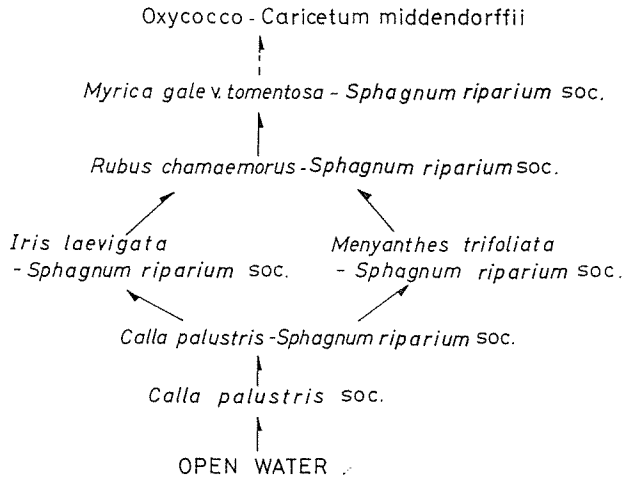 Oxycocco - Caricetum middendorffii
Myrica gale v. tomentosa - Sphagnum riparium soc.
Rubus chamaemorus - Sphagnum riparium soc.
Iris laevigata
- Sphagnum riparium soc.
Menyanthes trifoliata
- Sphagnum riparium soc.
Calla palustris - Sphagnum riparium soc.
Calla palustris soc.
OPEN WATER